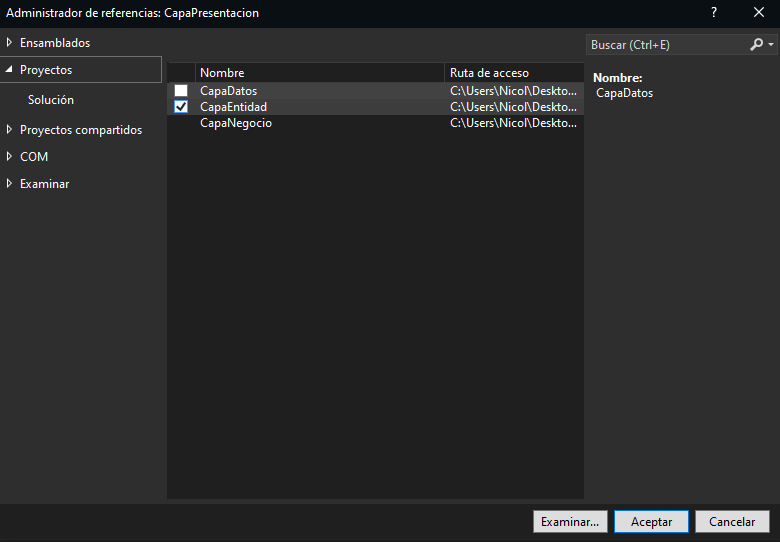 Administrador de referencias: CapaPresentacion
?
Ensamblados
Proyectos
Solución
Proyectos compartidos
COM
Examinar
Nombre Ruta de acceso
CapaDatos C:\Users\Nicol\Deskto...
CapaEntidad C:\Users\Nicol\Deskto...
CapaNegocio C:\Users\Nicol\Deskto...
Buscar (Ctrl+E)
Nombre:
CapaDatos
Examinar... Aceptar Cancelar